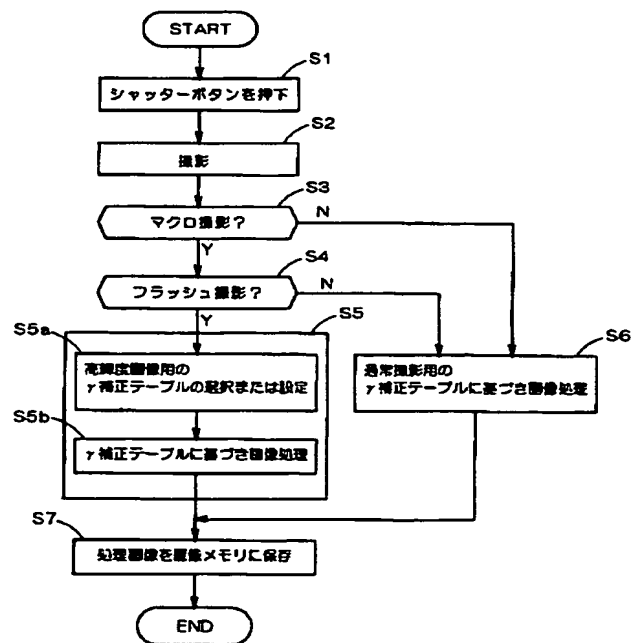 START
S1
シャッターボタンを押下
S2
撮影
S3
マクロ撮影?
N
Y
S4
フラッシュ撮影?
N
Y
S5
S5a
高輝度画像用の
γ補正テーブルの選択または設定
S6
通常撮影用の
γ補正テーブルに基づき画像処理
S5b
γ補正テーブルに基づき画像処理
S7
処理画像を画像メモリに保存
END